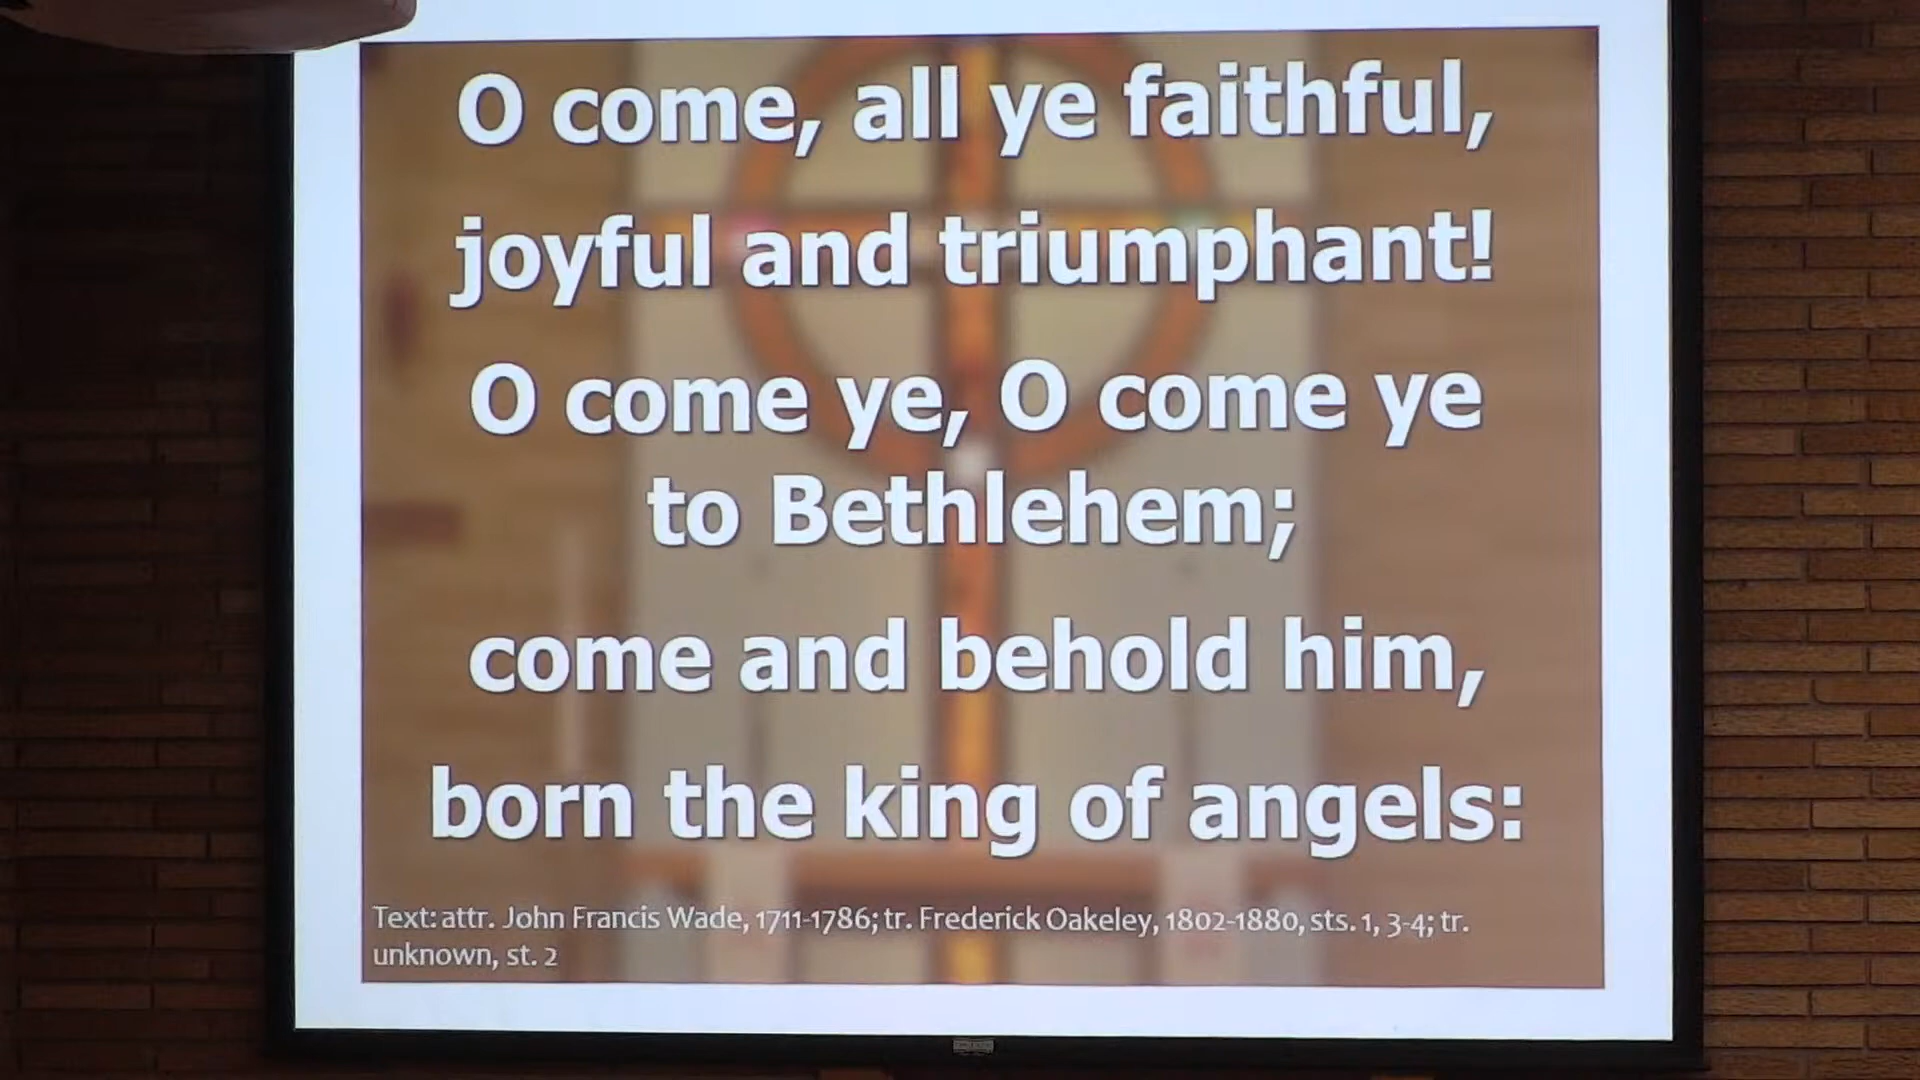 O come, all ye faithful,
joyful and triumphant!
O come ye, O come ye
to Bethlehem;
come and behold him,
born the king of angels:
Text: attr. John Francis Wade, 1711-1786; tr. Frederick Oakeley, 1802-1880, sts. 1, 3-4; tr.
unknown, st. 2